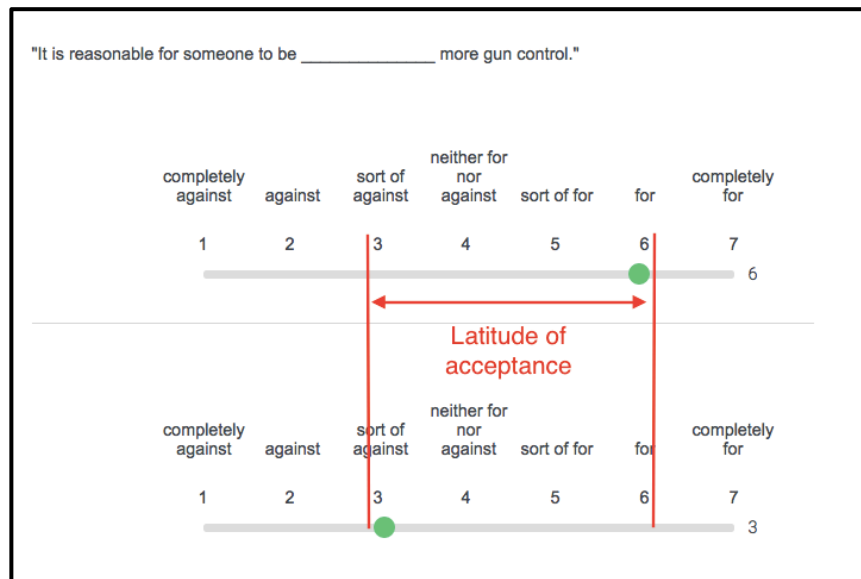 "It is reasonable for someone to be ______________ more gun control."
completely against
against
sort of against
neither for nor against
sort of for
for
completely for
1 2 3 4 5 6 7
6
Latitude of
acceptance
completely against
against
sort of against
neither for nor against
sort of for
for
completely for
1 2 3 4 5 6 7
3